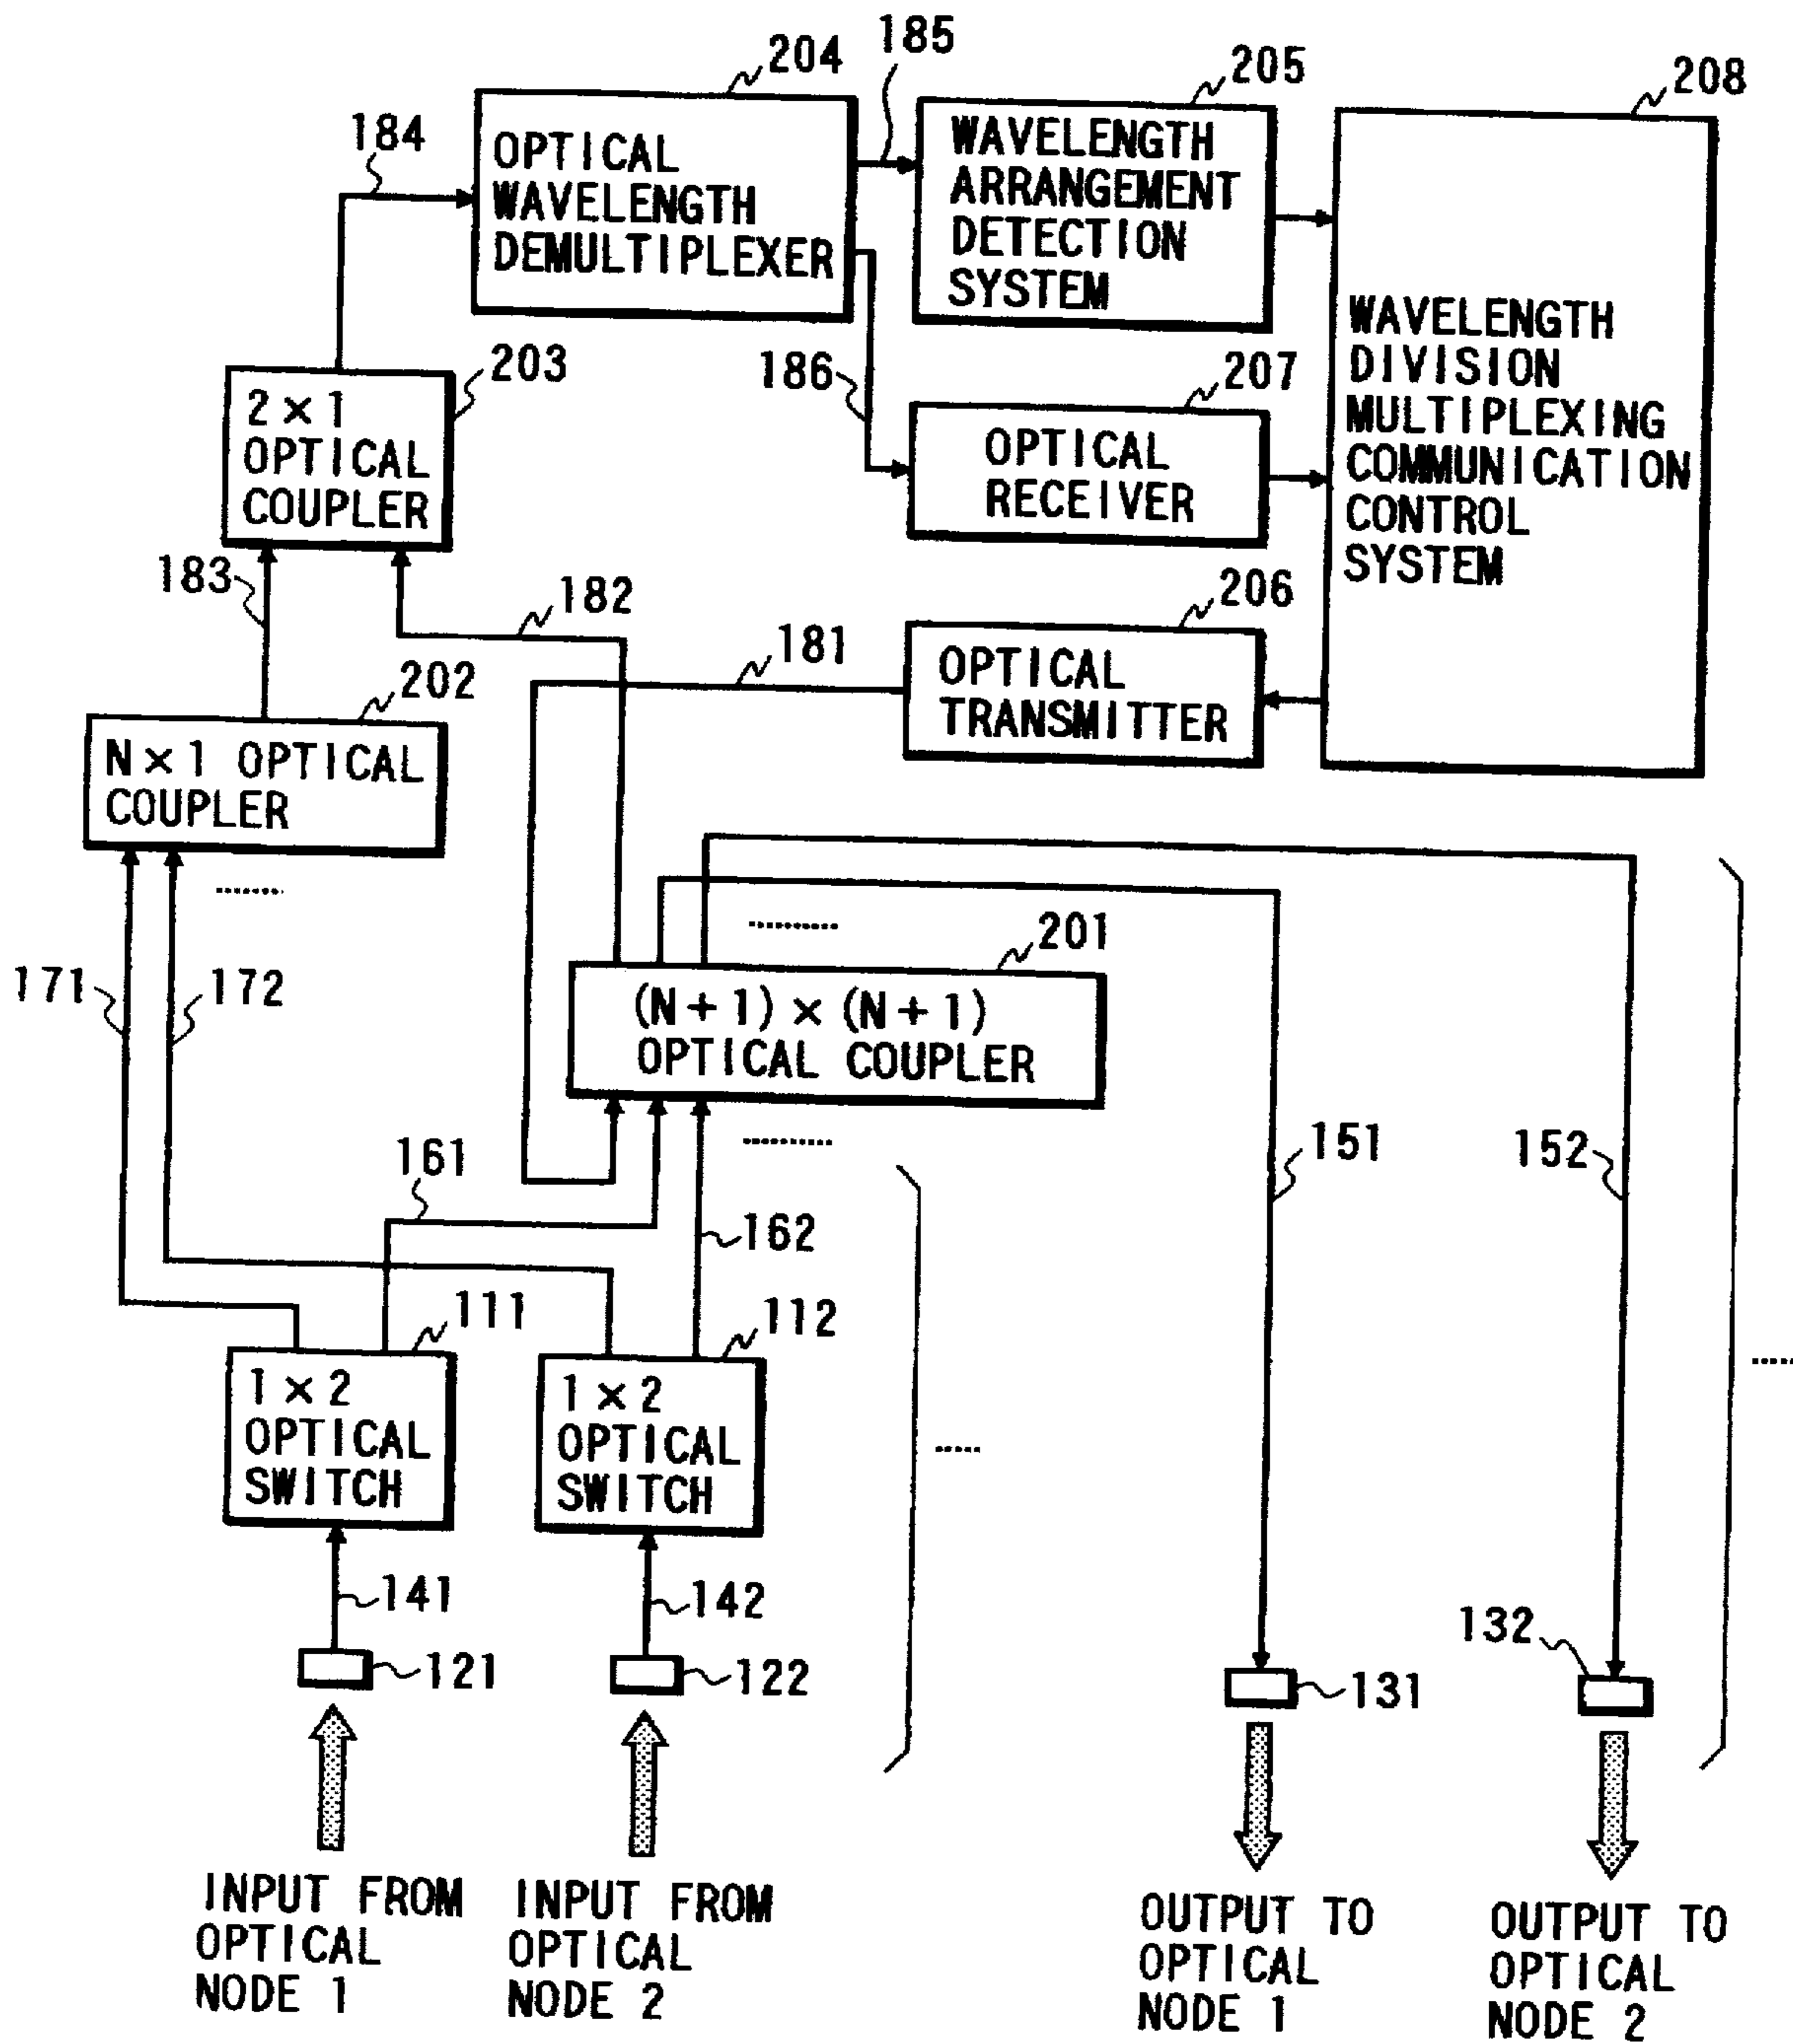 204
185
205
208
184
OPTICAL
WAVELENGTH
DEMULTIPLEXER
WAVELENGTH
ARRANGEMENT
DETECTION
SYSTEM
WAVELENGTH
DIVISION
MULTIPLEXING
COMMUNICATION
CONTROL
SYSTEM
203
2 × 1
OPTICAL
COUPLER
186
207
OPTICAL
RECEIVER
183
182
206
181
OPTICAL
TRANSMITTER
202
N × 1 OPTICAL
COUPLER
........
.........
201
171
172
(N + 1) × (N + 1)
OPTICAL COUPLER
.........
161
162
151
152
111
112
1 × 2
OPTICAL
SWITCH
1 × 2
OPTICAL
SWITCH
.....
.....
141
142
132
121
122
131
INPUT FROM
OPTICAL
NODE 1
INPUT FROM
OPTICAL
NODE 2
OUTPUT TO
OPTICAL
NODE 1
OUTPUT TO
OPTICAL
NODE 2